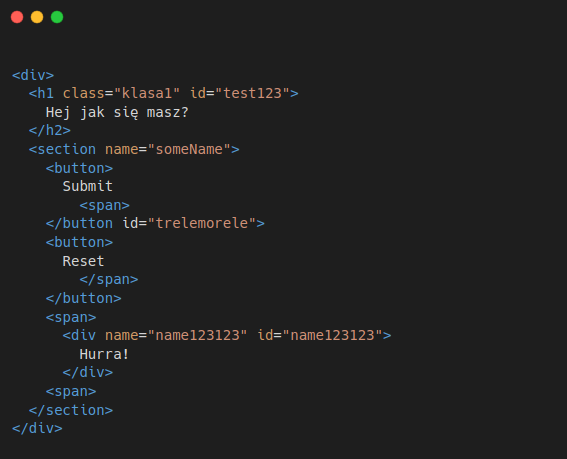 <div>
  <h1 class="klasa1" id="test123">
    Hej jak się masz?
  </h2>
  <section name="someName">
    <button>
      Submit
        <span>
    </button id="trelemorele">
    <button>
      Reset
        </span>
    </button>
    <span>
      <div name="name123123" id="name123123">
        Hurra!
      </div>
    <span>
  </section>
</div>